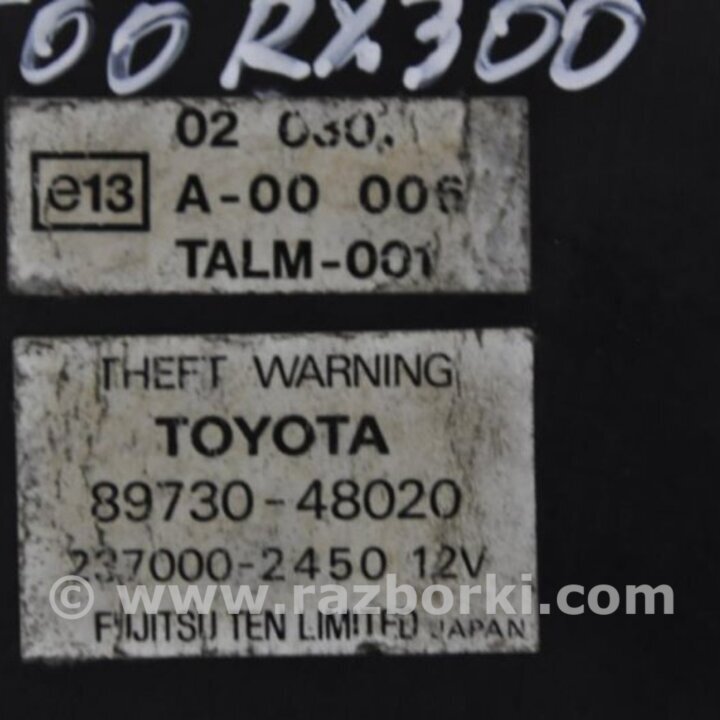 00 RX300
02 030
e13 A-00 006
TALM-001
THEFT WARNING
TOYOTA
89730-48020
237000-2450 12V
© www.razborki.com
FUJITSU TEN LIMITED JAPAN